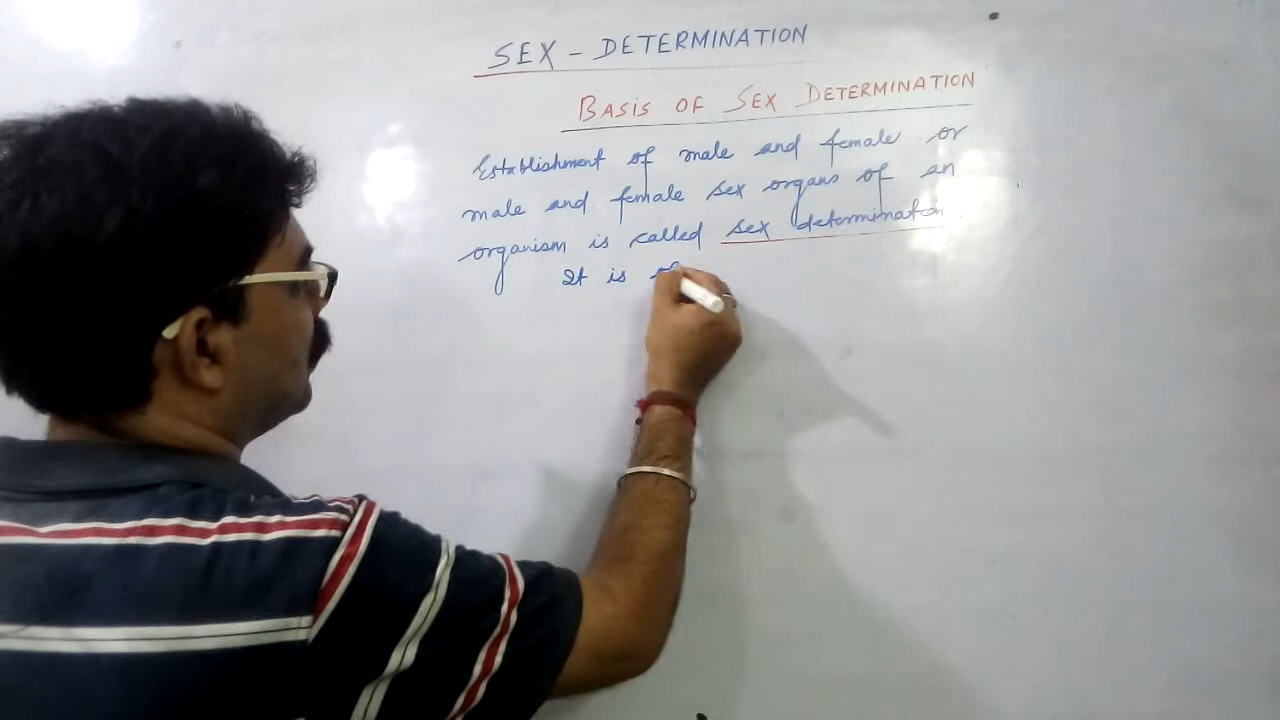 SEX - DETERMINATION
BASIS OF SEX DETERMINATION
Establishment of male and female or
male and female sex organs of an
organism is called sex determination.
It is of